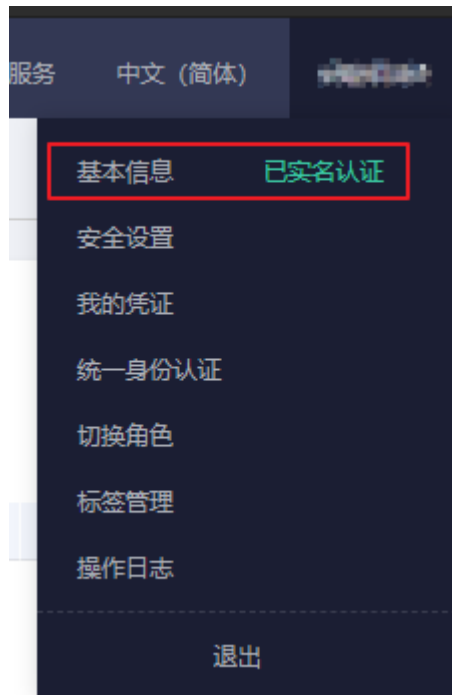 服务 中文（简体）
基本信息 已实名认证
安全设置
我的凭证
统一身份认证
切换角色
标签管理
操作日志
退出